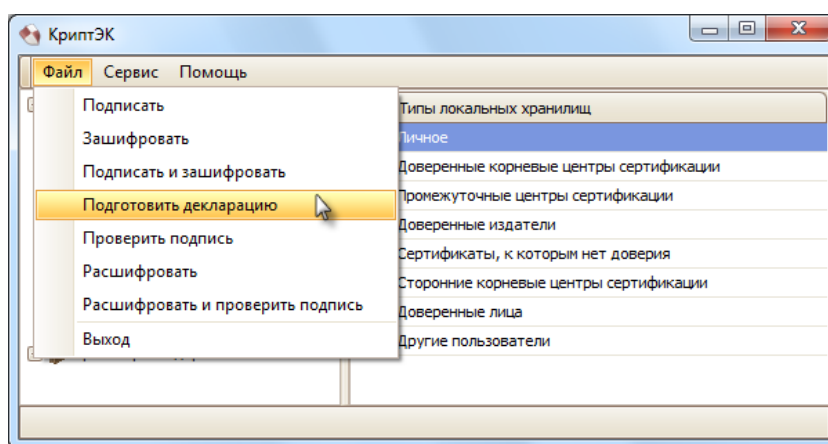 КриптЭК
Файл Сервис Помощь
Подписать
Зашифровать
Подписать и зашифровать
Подготовить декларацию
Проверить подпись
Расшифровать
Расшифровать и проверить подпись
Выход
Типы локальных хранилищ
Личное
Доверенные корневые центры сертификации
Промежуточные центры сертификации
Доверенные издатели
Сертификаты, к которым нет доверия
Сторонние корневые центры сертификации
Доверенные лица
Другие пользователи